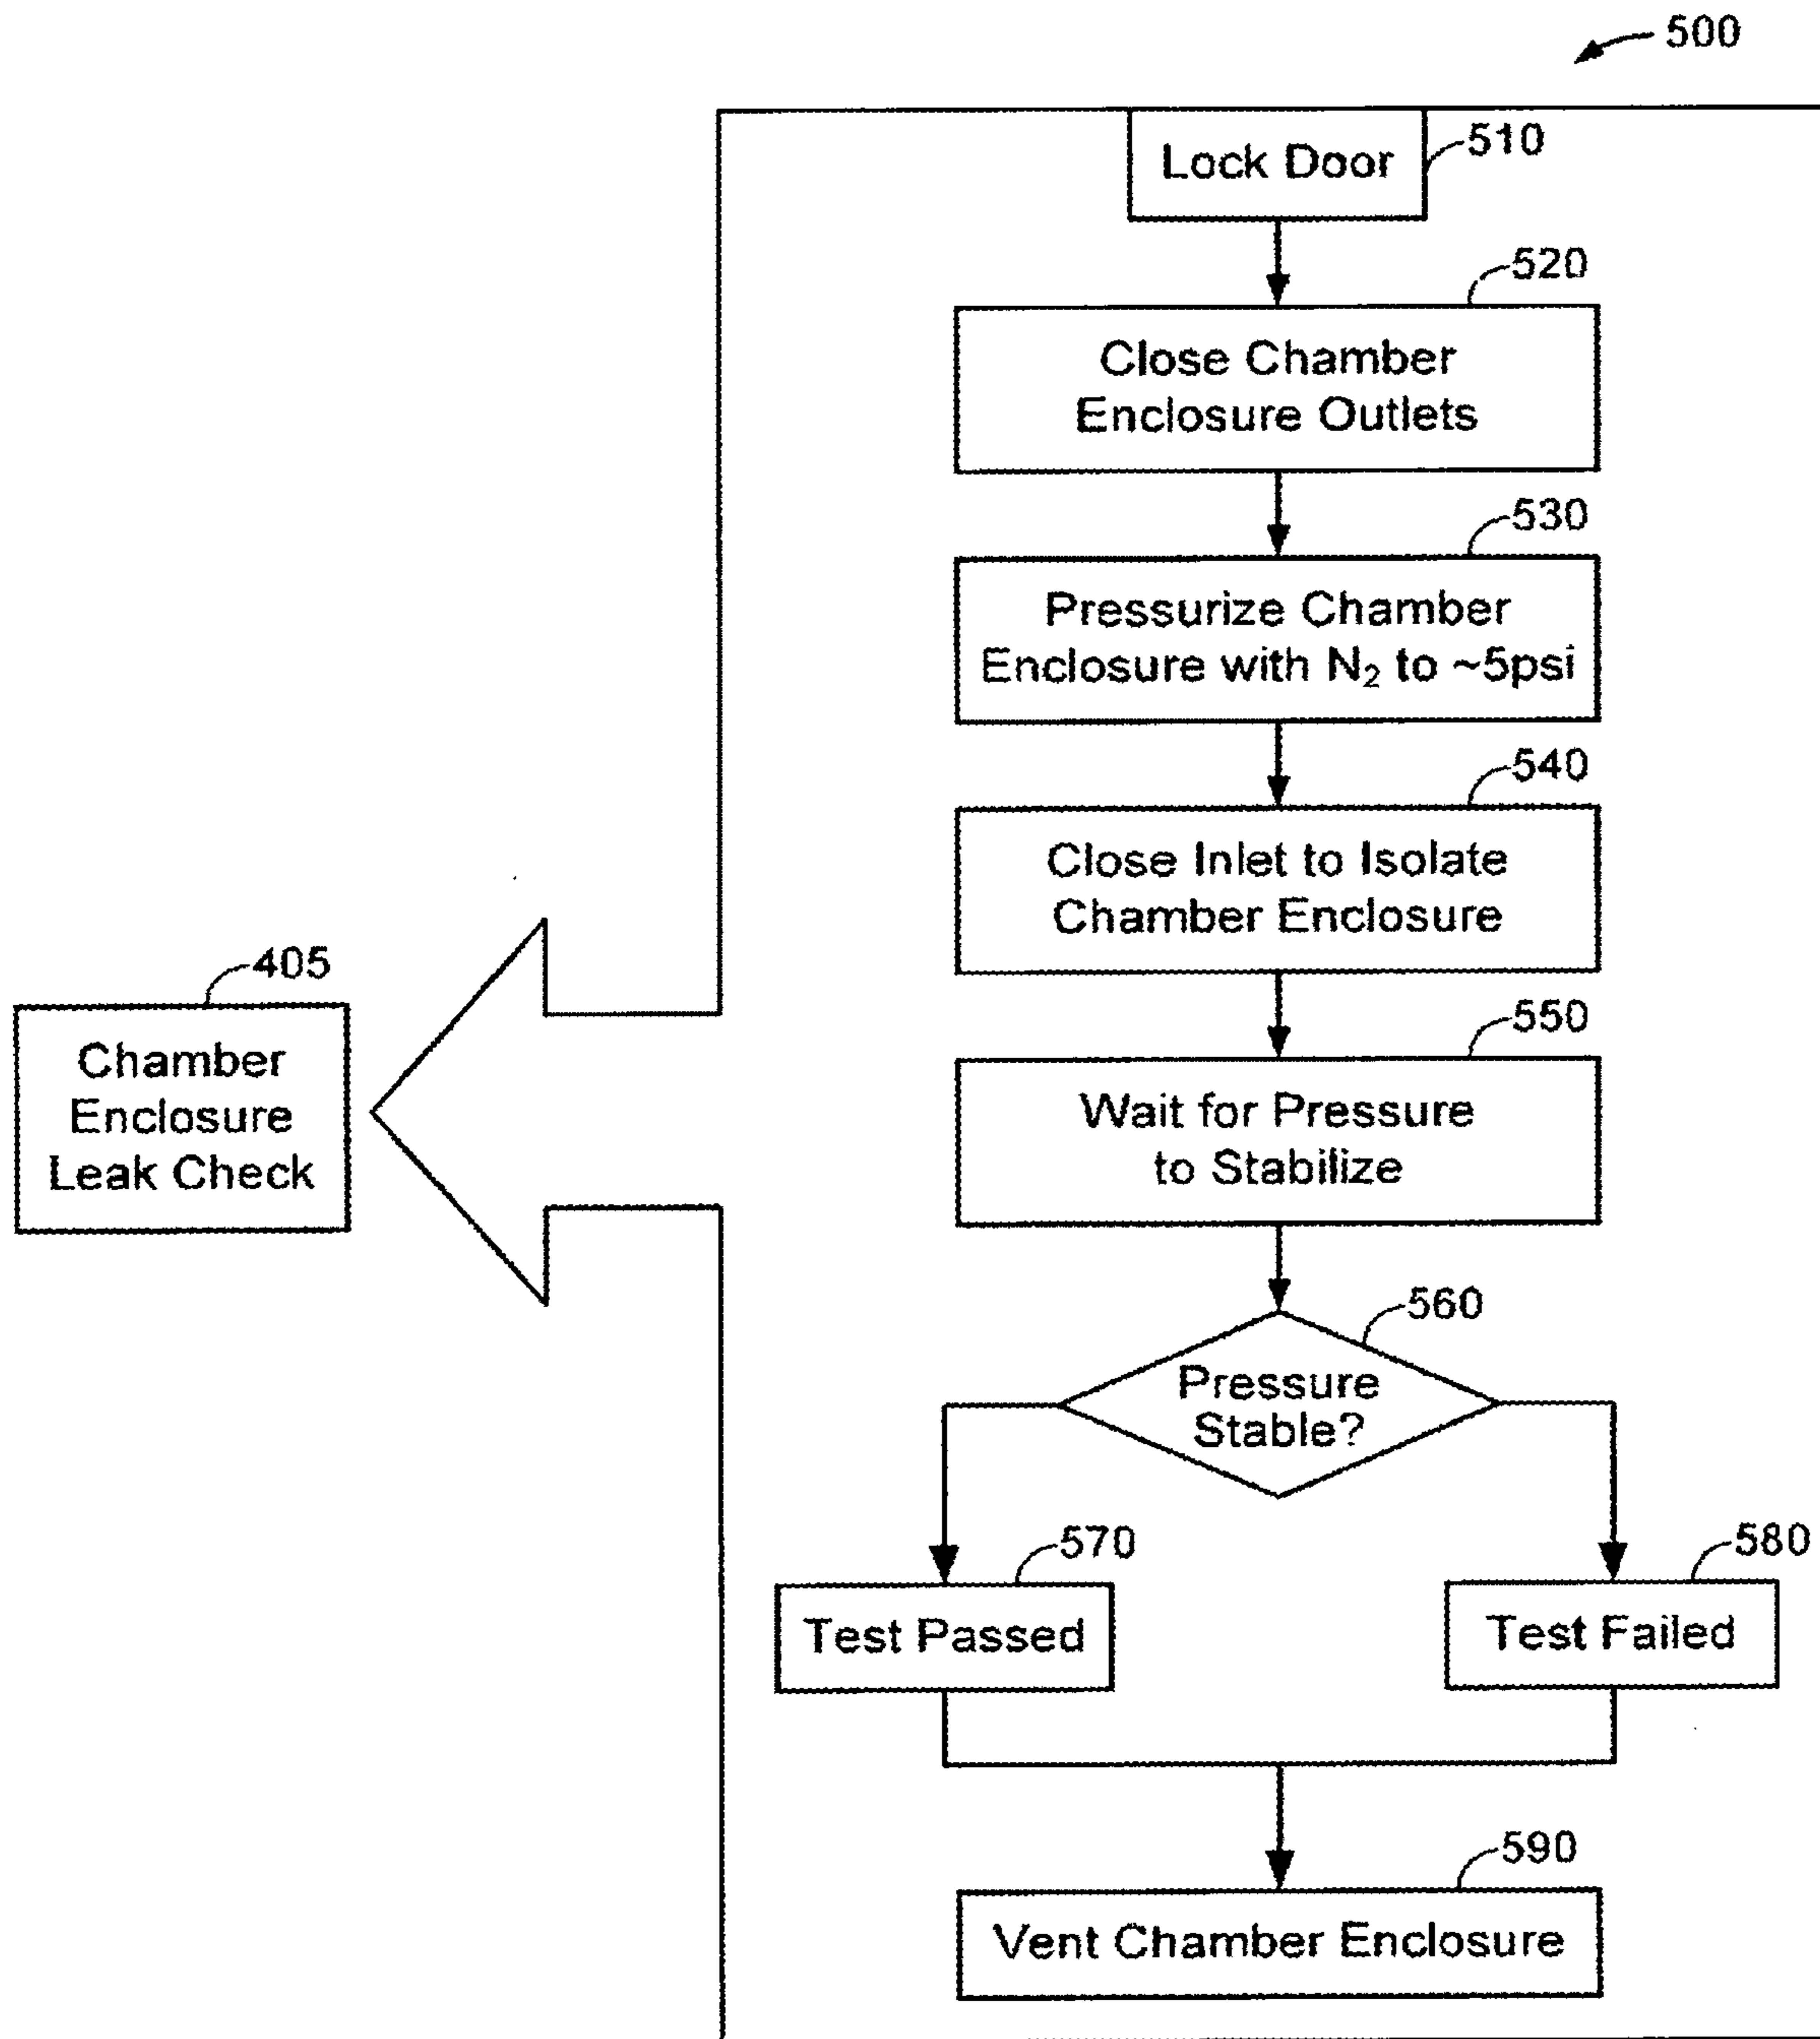 500
Lock Door
510
520
Close Chamber
Enclosure Outlets
530
Pressurize Chamber
Enclosure with N₂ to ~5psi
540
Close Inlet to Isolate
Chamber Enclosure
405
Chamber
Enclosure
Leak Check
550
Wait for Pressure
to Stabilize
560
Pressure
Stable?
570
Test Passed
580
Test Failed
590
Vent Chamber Enclosure